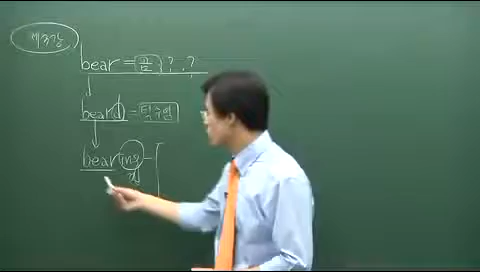 제3강
bear = 곰 ? . ?
beard = 턱수염
bearing